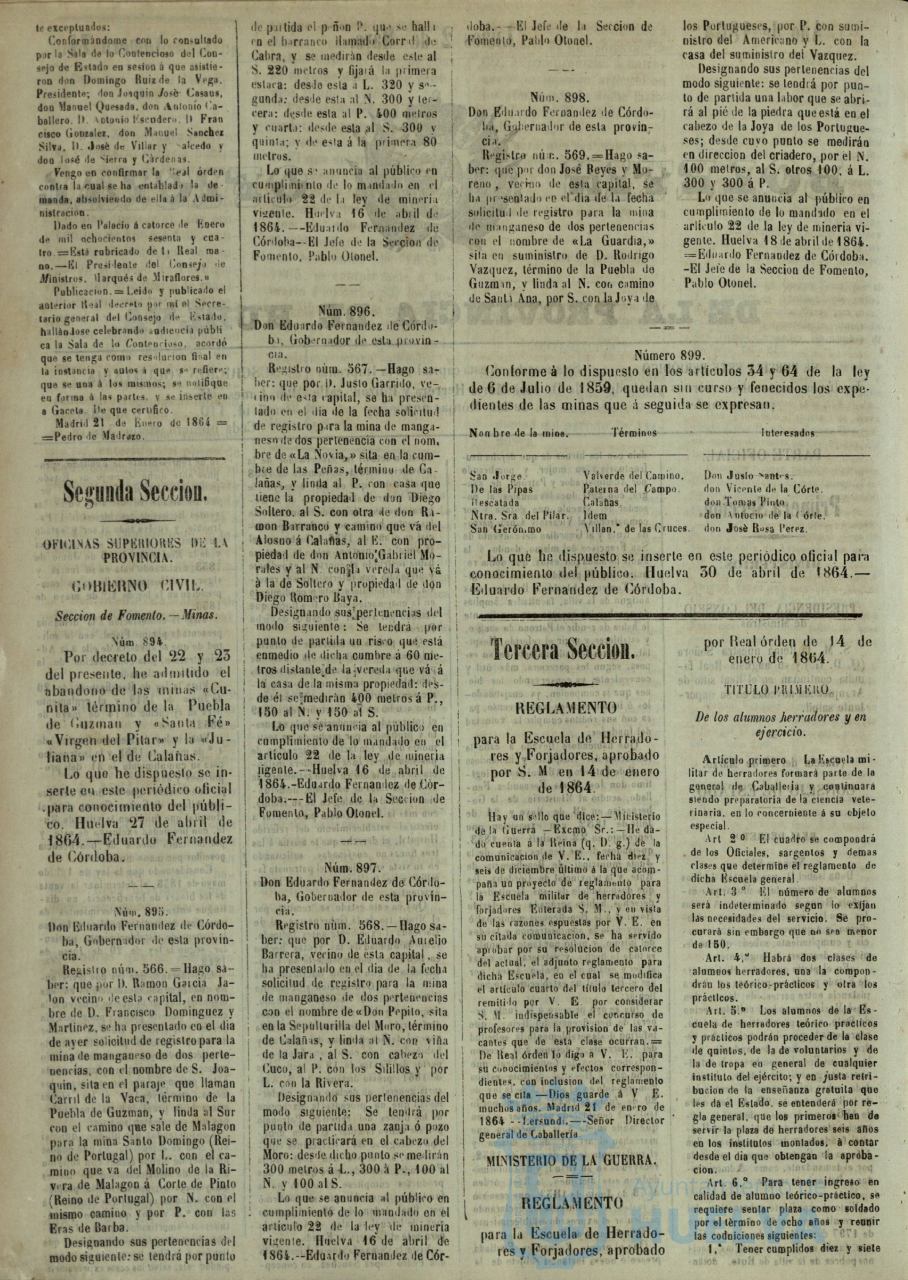 te exceptuados:
Conformándome con lo consultado
por la Sala de lo Contencioso del Con-
sejo de Estado en sesion á que asistie-
ron don Domingo Ruiz de la Vega,
Presidente; don Josquin Josè Casaus,
don Manuel Quesada, don Antonio Ca-
ballero, D. Antonio Escudero, D Fran
cisco Gonzalez, don Manuel Sanchez
Silva, D. Josè de Villar y Salcedo y
don Josè de Sierra y Cárdenas.
Vengo en confirmar la Real órden
contra la cual se ha entablado la de-
manda, absolviendo de ella á la Admi-
nistracion.
Dado en Palacio á catorce de Enero
de mil ochocientos sesenta y cua-
tro.=Está rubricado de la Real ma-
no.—El Presidente del Consejo de
Ministros, Marqués de Miraflores.»
Publicacion.=Leido y publicado el
anterior Real decreto por mí el Secre-
tario general del Consejo de Estado,
hallándose celebrando audiencia públi
ca la Sala de lo Contencioso, acordó
que se tenga como resolucion final en
la instancia y autos á que se refiere;
que se una á los mismos; se notifique
en forma á las partes, y se inserte en
a Gaceta. De que certifico.
Madrid 21 de Enero de 1864 =
=Pedro de Madrazo.
Segunda Seccion.
OFICINAS SUPERIORES DE LA
PROVINCIA.
GOBIERNO CIVIL.
Seccion de Fomento.—Minas.
Núm 894.
Por decreto del 22 y 23
del presente, he admitido el
abandono de las minas «Cu-
nita» término de la Puebla
de Guzman y «Santa Fé»
«Virgen del Pilar» y la «Ju-
liana» en el de Calañas.
Lo que he dispuesto se in-
serte en este periódico oficial
para conocimiento del públi-
co. Huelva 27 de abril de
1864.—Eduardo Fernandez
de Córdoba.
Núm. 895.
Don Eduardo Fernandez de Córdo-
ba, Gobernador de esta provin-
cia.
Registro núm. 566.=Hago sa-
ber: que por D. Ramon Garcia Ja-
lon vecino de esta capital, en nom-
bre de D. Francisco Dominguez y
Martinez, se ha presentado en el dia
de ayer solicitud de registro para la
mina de manganeso de dos perte-
nencias, con el nombre de S. Joa-
quin, sita en el paraje que llaman
Carril de la Vaca, término de la
Puebla de Guzman, y linda al Sur
con el camino que sale de Malagon
para la mina Santo Domingo (Rei-
no de Portugal) por L. con el ca-
mino que va del Molino de la Ri-
vera de Malagon á Corte de Pinto
(Reino de Portugal) por N. con el
mismo camino y por P. con las
Eras de Barba.
Designando sus pertenencias del
modo siguiente: se tendrá por punto
de partida el p ñon P. que se halla
en el barranco llamado Corral de
Cabra, y se medirán desde este al
S. 220 metros y fijará la primera
estaca: desde esta a L. 320 y se-
gunda: desde esta al N. 300 y ter-
cera: desde esta al P. 400 metros
y cuarta: desde esta al S. 300 v
quinta; y de esta á la primera 80
metros.
Lo que se anuncia al público en
cumplimiento de lo mandado en el
artículo 22 de la ley de mineria
vigente. Huelva 16 de abril de
1864.--Eduardo Fernandez de
Córdoba--El Jefe de la Seccion de
Fomento, Pablo Otonel.
Núm. 896.
Don Eduardo Fernandez de Córdo-
ba, Gobernador de esta provin-
cia.
Registro núm. 567.—Hago sa-
ber: que por D. Justo Garrido, ve-
cino de esta capital, se ha presen-
tado en el dia de la fecha solicitud
de registro para la mina de manga-
neso de dos pertenencia con el nom,
bre de «La Novia,» sita en la cum-
bre de las Peñas, término de Ca-
lañas, y linda al P. con casa que
tiene la propiedad de don Diego
Soltero, al S. con otra de don Ra-
mon Barranco y camino que vá del
Alosno á Calañas, al E. con pro-
piedad de don Antonio Gabriel Mo-
rales y al N. con la vereda que vá
á la de Soltero y propiedad de don
Diego Romero Baya.
Designando sus pertenencias del
modo siguiente: Se tendrá por
punto de partida un risco que está
enmedio de dicha cumbre á 60 me-
tros distante de la vereda que vá á
la casa de la misma propiedad: des-
de él se medirán 400 metros á P.,
150 al N. y 150 al S.
Lo que se anuncia al público en
cumplimiento de lo mandado en el
artículo 22 de la ley de mineria
jigente.--Huelva 16 de abril de
1864.-Eduardo Fernandez de Cór-
doba.---El Jefe de la Seccion de
Fomento, Pablo Otonel.
Núm. 897.
Don Eduardo Fernandez de Córdo-
ba, Gobernador de esta provin-
cia.
Registro núm. 568.—Hago sa-
ber: que por D. Eduardo Aurelio
Barrera, vecino de esta capital, se
ha presentado en el dia de la fecha
solicitud de registro para la mina
de manganeso de dos pertenencias
con el nombre de «Don Pepito, sita
en la Sepulturilla del Moro, término
de Calañas, y linda al N. con viña
de la Jara, al S. con cabezo del
Cuco, al P. con los Silillos y por
L. con la Rivera.
Designando sus pertenencias del
modo siguiente: Se tendrá por
punto de partida una zanja ó pozo
que se practicará en el cabezo del
Moro: desde dicho punto se medirán
300 metros á L., 300 à P., 100 al
N. y 100 al S.
Lo que se anuncia al público en
cumplimiento de lo mandado en el
artículo 22 de la ley de mineria
vigente. Huelva 16 de abril de
1864.--Eduardo Fernandez de Cór-
doba.--El Jefe de la Seccion de
Fomento, Pablo Otonel.
Núm. 898.
Don Eduardo Fernandez de Córdo-
ba, Gobernador de esta provin-
cia.
Registro núm. 569.=Hago sa-
ber: que por don José Reyes y Mo-
reno, vecino de esta capital, se
ha presentado en el dia de la fecha
solicitud de registro para la mina
de manganeso de dos pertenencias
con el nombre de «La Guardia,»
sita en suministro de D. Rodrigo
Vazquez, término de la Puebla de
Guzman, y linda al N. con camino
de Santa Ana, por S. con la Joya de
los Portugueses, por P. con sumi-
nistro del Americano y L. con la
casa del suministro del Vazquez.
Designando sus pertenencias del
modo siguiente: se tendrá por pun-
to de partida una labor que se abri-
rá al pié de la piedra que está en el
cabezo de la Joya de los Portugue-
ses; desde cuyo punto se medirán
en direccion del criadero, por el N.
100 metros, al S. otros 100, á L.
300 y 300 á P.
Lo que se anuncia al público en
cumplimiento de lo mandado en el
artículo 22 de la ley de mineria vi-
gente. Huelva 18 de abril de 1864.
=Eduardo Fernandez de Córdoba.
-El Jefe de la Seccion de Fomento,
Pablo Otonel.
Número 899.
Conforme à lo dispuesto en los artículos 34 y 64 de la ley
de 6 de Julio de 1859, quedan sin curso y fenecidos los expe-
dientes de las minas que á seguida se expresan.
Nombre de la mina. Términos Interesados
San Jorge Valverde del Camino. Don Justo Santos.
De las Pipas Paterna del Campo. don Vicente de la Córte.
Rescatada Calañas don Tomas Pinto
Ntra. Sra del Pilar. Idem don Antocio de la Córte.
San Gerónimo Villan.ª de las Cruces. don Josè Rosa Perez.
Lo que he dispuesto se inserte en este periódico oficial para
conocimiento del público. Huelva 30 de abril de 1864.—
Eduardo Fernandez de Córdoba.
Tercera Seccion.
REGLAMENTO
para la Escuela de Herrado-
res y Forjadores, aprobado
por S. M en 14 de enero
de 1864.
Hay un sello que dice:—Ministerio
de la Guerra —Excmo Sr.:—He da-
do cuenta á la Reina (q. D. g.) de la
comunicacion de V. E., fecha diez y
seis de diciembre último á la que acom-
paña un proyecto de reglamento para
la Escuela militar de herradores y
forjadores Enterada S. M., y en vista
de las razones espuestas por V. E. en
su citada comunicacion, se ha servido
aprobar por su resolucion de catorce
del actual, el adjunto reglamento para
dicha Escuela, en el cual se modifica
el artículo cuarto del título tercero del
remitido por V. E por considerar
S. M. indispensable el concurso de
profesores para la provision de las va-
cantes que de esta clase ocurran.=
De Real órden lo digo a V. E. para
su conocimiento y efectos correspon-
dientes, con inclusion del reglamento
que se cita—Dios guarde á V E.
muchos años. Madrid 21 de enero de
1864--Lersundi.—Señor Director
general de Caballería
MINISTERIO DE LA GUERRA.
REGLAMENTO
para la Escuela de Herrado-
res y Forjadores, aprobado
por Real órden de 14 de
enero de 1864.
TITULO PRIMERO.
De los alumnos herradores y en
ejercicio.
Artículo primero La Escuela mi-
litar de herradores formará parte de la
general de Caballeria y continuará
siendo preparatoria de la ciencia vete-
rinaria, en lo concerniente á su objeto
especial.
Art 2º El cuadro se compondrá
de los Oficiales, sargentos y demas
clases que determine el reglamento de
dicha Escuela general
Art. 3º El número de alumnos
será indeterminado segun lo exijan
las necesidades del servicio. Se pro-
curará sin embargo que no sea menor
de 150.
Art. 4.º Habrá dos clases de
alumeos herradores, una la compon-
drán los teórico-prácticos y otra los
prácticos.
Art. 5.º Los alumnos de la Es-
cuela de herradores teórico prácticos
y prácticos podrán proceder de la clase
de quintos, de la de voluntarios y de
la de tropa en general de cualquier
instituto del ejército; y en justa retri-
bucion de la enseñanza gratuita que
les dá el Estado, se entenderá por re-
gla general, que los primeros han de
servir la plaza de herradores seis años
en los institutos montados, á contar
desde el dia que obtengan la aproba-
cion.
Art. 6.º Para tener ingreso en
calidad de alumno teórico-práctico, se
requiere sentar plaza como soldado
por el término de ocho años y reunir
las codniciones siguientes:
1.ª Tener cumplidos diez y siete